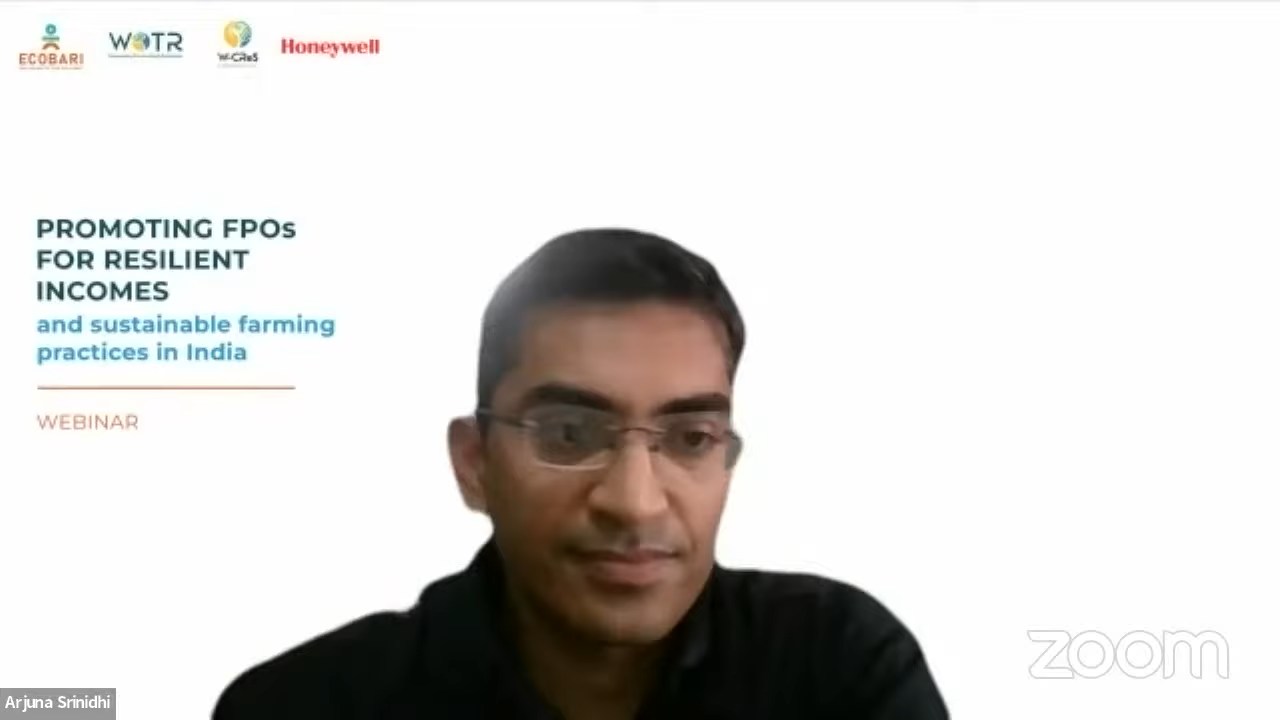 ECOBARI
WOTR
W-CReS
Honeywell
PROMOTING FPOs
FOR RESILIENT
INCOMES
and sustainable farming
practices in India
WEBINAR
zoom
Arjuna Srinidhi